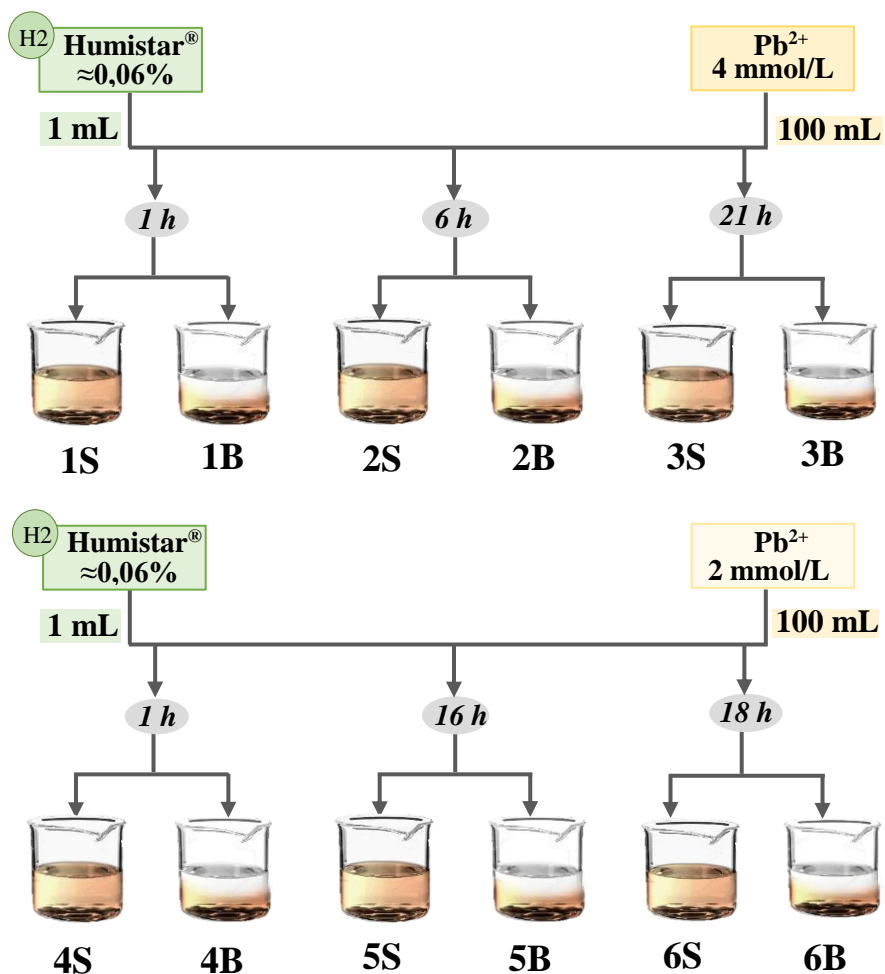 H2
Humistar®
≈0,06%
Pb²⁺
4 mmol/L
1 mL
100 mL
1 h
6 h
21 h
1S
1B
2S
2B
3S
3B
H2
Humistar®
≈0,06%
Pb²⁺
2 mmol/L
1 mL
100 mL
1 h
16 h
18 h
4S
4B
5S
5B
6S
6B